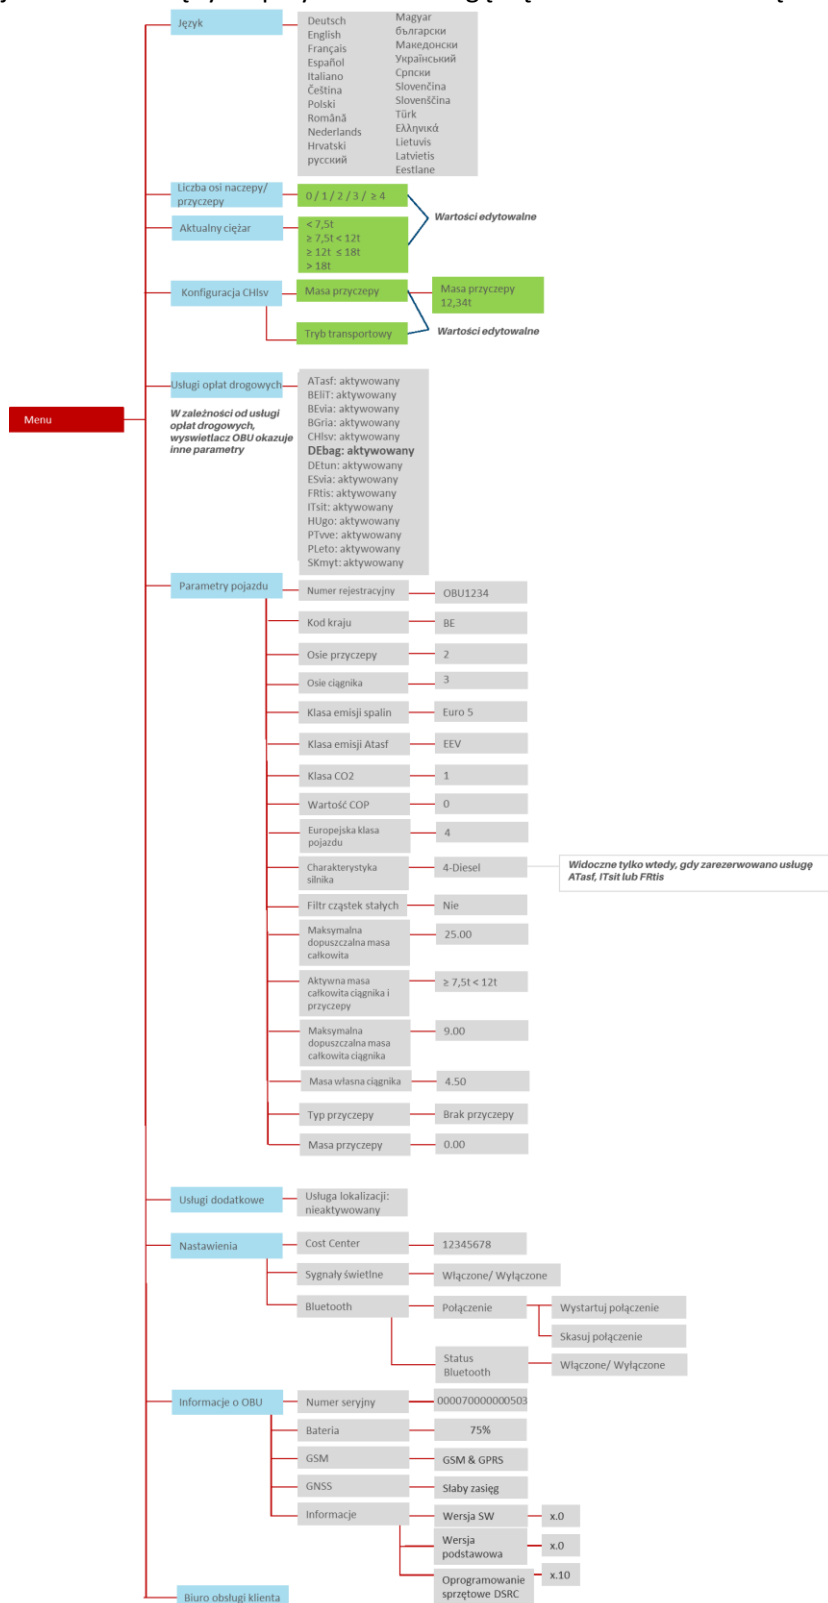 Język
Deutsch
English
Français
Español
Italiano
Čeština
Polski
Română
Nederlands
Hrvatski
русский
Magyar
български
Македонски
Український
Српски
Slovenčina
Slovenščina
Türk
Ελληνικά
Lietuvis
Latvietis
Eestlane
Liczba osi naczepy/
przyczepy
0 / 1 / 2 / 3 / ≥ 4
Wartości edytowalne
Aktualny ciężar
< 7,5t
≥ 7,5t < 12t
≥ 12t ≤ 18t
> 18t
Konfiguracja CHlsv
Masa przyczepy
Masa przyczepy
12,34t
Tryb transportowy
Wartości edytowalne
Menu
Usługi opłat drogowych
W zależności od usługi
opłat drogowych,
wyswietlacz OBU okazuje
inne parametry
ATasf: aktywowany
BEliT: aktywowany
BEvia: aktywowany
BGria: aktywowany
CHlsv: aktywowany
DEbag: aktywowany
DEtun: aktywowany
ESvia: aktywowany
FRtis: aktywowany
ITsit: aktywowany
HUgo: aktywowany
PTvve: aktywowany
PLeto: aktywowany
SKmyt: aktywowany
Parametry pojazdu
Numer rejestracyjny
OBU1234
Kod kraju
BE
Osie przyczepy
2
Osie ciągnika
3
Klasa emisji spalin
Euro 5
Klasa emisji Atasf
EEV
Klasa CO2
1
Wartość COP
0
Europejska klasa
pojazdu
4
Charakterystyka
silnika
4-Diesel
Widoczne tylko wtedy, gdy zarezerwowano usługę
ATasf, ITsit lub FRtis
Filtr cząstek stałych
Nie
Maksymalna
dopuszczalna masa
całkowita
25.00
Aktywna masa
całkowita ciągnika i
przyczepy
≥ 7,5t < 12t
Maksymalna
dopuszczalna masa
całkowita ciągnika
9.00
Masa własna ciągnika
4.50
Typ przyczepy
Brak przyczepy
Masa przyczepy
0.00
Usługi dodatkowe
Usługa lokalizacji:
nieaktywowany
Nastawienia
Cost Center
12345678
Sygnały świetlne
Włączone/ Wyłączone
Bluetooth
Połączenie
Wystartuj połączenie
Skasuj połączenie
Status
Bluetooth
Włączone/ Wyłączone
Informacje o OBU
Numer seryjny
000070000000503
Bateria
75%
GSM
GSM & GPRS
GNSS
Słaby zasięg
Informacje
Wersja SW
x.0
Wersja
podstawowa
x.0
Oprogramowanie
sprzętowe DSRC
x.10
Biuro obsługi klienta